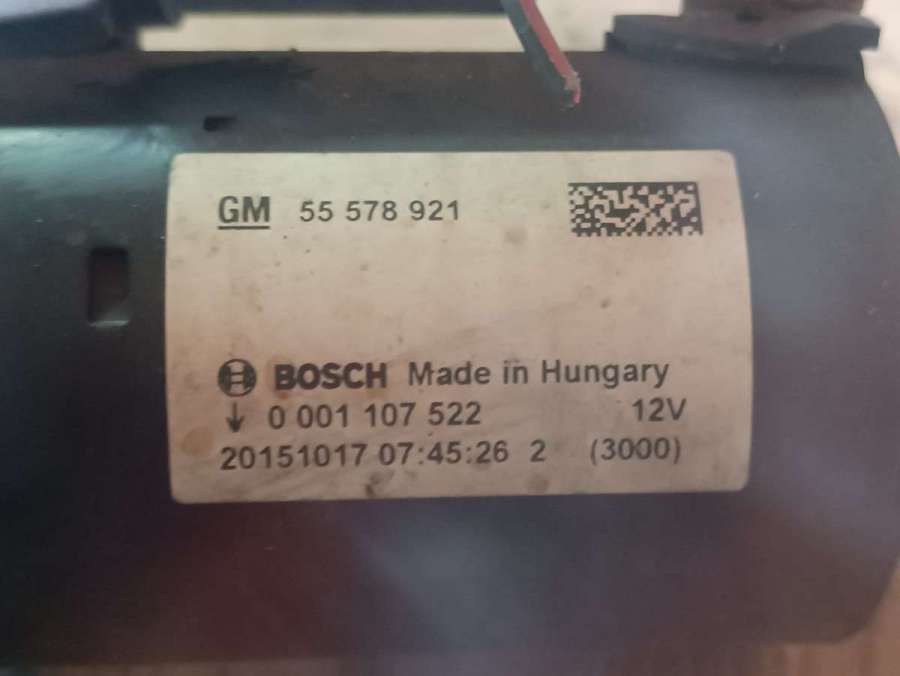 GM 55 578 921
BOSCH Made in Hungary
0 001 107 522 12V
20151017 07:45:26 2 (3000)